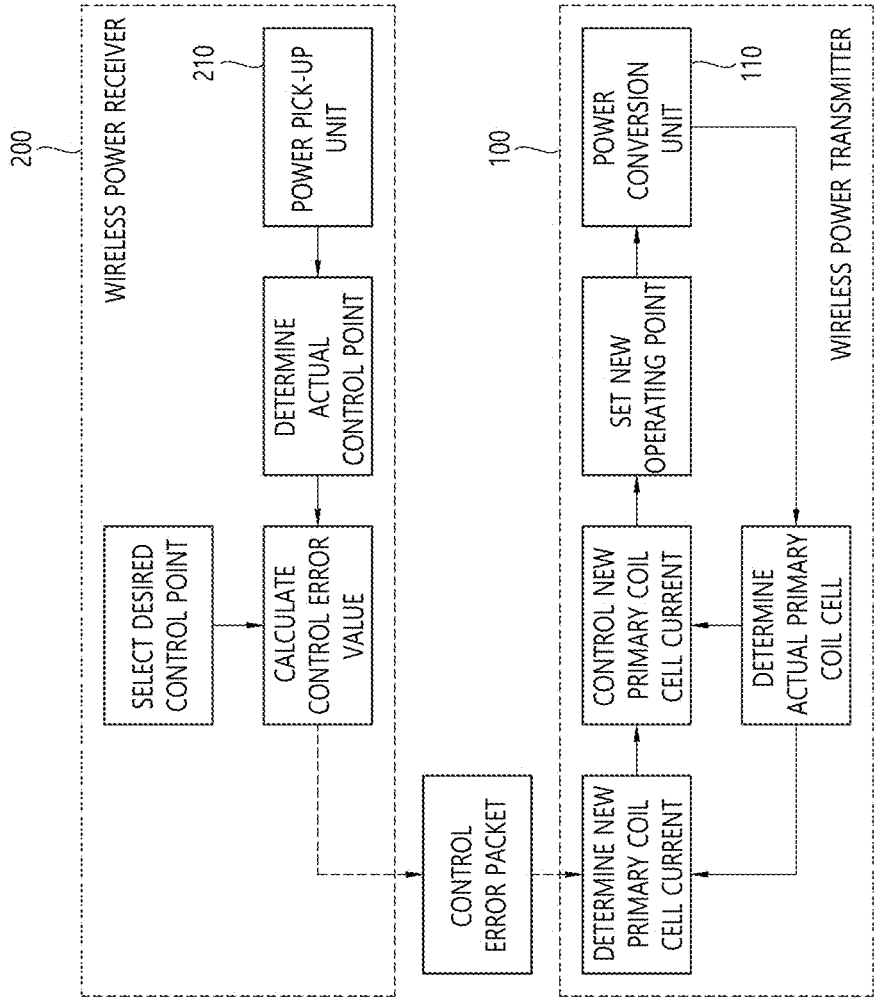 200
WIRELESS POWER RECEIVER
SELECT DESIRED
CONTROL POINT
210
POWER PICK-UP
UNIT
DETERMINE
ACTUAL
CONTROL POINT
CALCULATE
CONTROL ERROR
VALUE
CONTROL
ERROR PACKET
100
DETERMINE NEW
PRIMARY COIL
CELL CURRENT
CONTROL NEW
PRIMARY COIL
CELL CURRENT
SET NEW
OPERATING POINT
POWER
CONVERSION
UNIT
110
DETERMINE
ACTUAL PRIMARY
COIL CELL
WIRELESS POWER TRANSMITTER